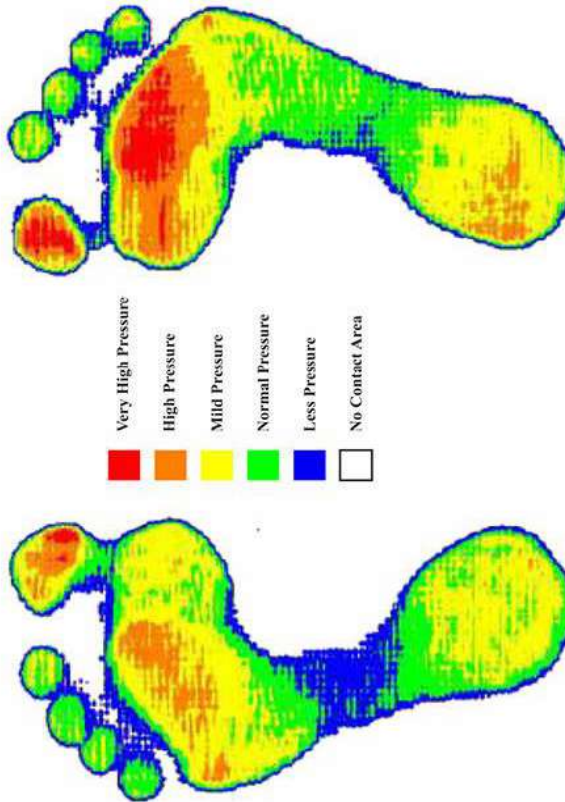 Very High Pressure
High Pressure
Mild Pressure
Normal Pressure
Less Pressure
No Contact Area